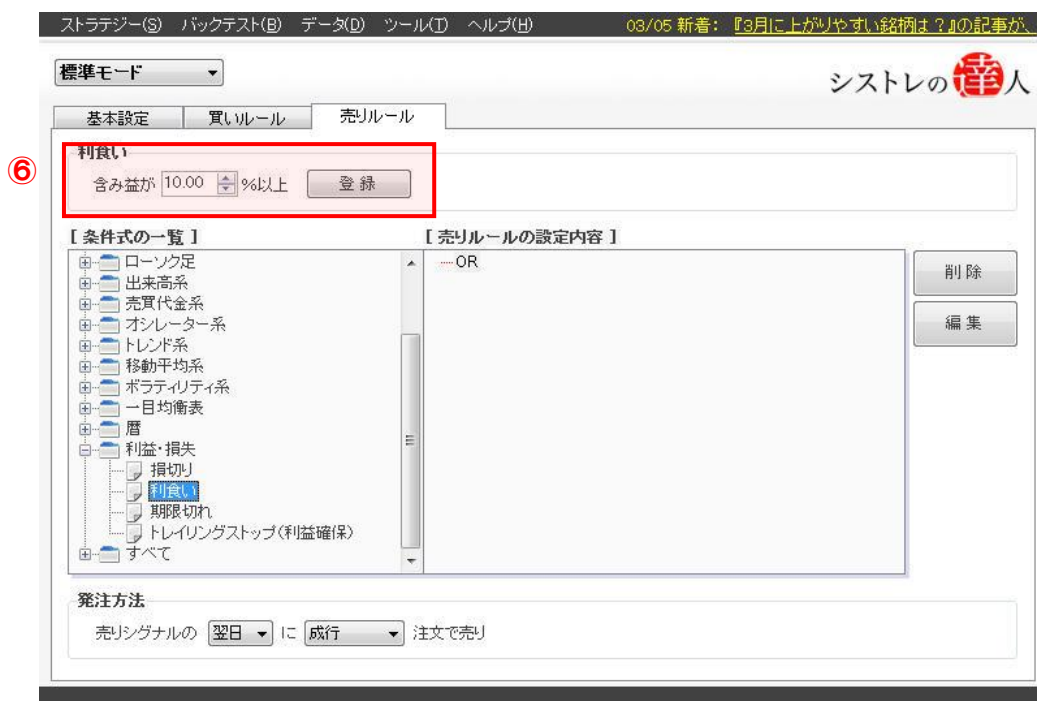 ストラテジー(S) バックテスト(B) データ(D) ツール(T) ヘルプ(H) 03/05 新着： 『3月に上がりやすい銘柄は？』の記事が、
標準モード
シストレの達人
基本設定 買いルール 売りルール
利食い
⑥
含み益が 10.00 %以上 登録
[ 条件式の一覧 ] [ 売りルールの設定内容 ]
ローソク足 OR
削除
出来高系
売買代金系
オシレーター系
編集
トレンド系
移動平均系
ボラティリティ系
一目均衡表
暦
利益・損失
損切り
利食い
期限切れ
トレイリングストップ(利益確保)
すべて
発注方法
売りシグナルの 翌日 に 成行 注文で売り